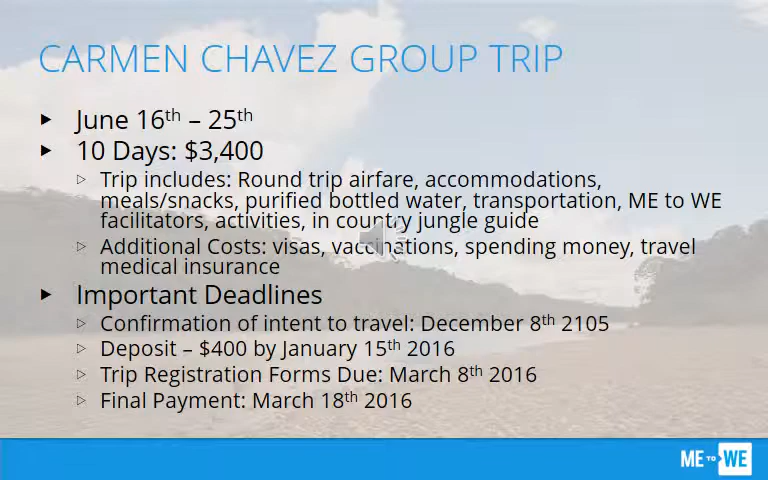 CARMEN CHAVEZ GROUP TRIP
► June 16th – 25th
► 10 Days: $3,400
▷ Trip includes: Round trip airfare, accommodations,
meals/snacks, purified bottled water, transportation, ME to WE
facilitators, activities, in country jungle guide
▷ Additional Costs: visas, vaccinations, spending money, travel
medical insurance
► Important Deadlines
▷ Confirmation of intent to travel: December 8th 2105
▷ Deposit – $400 by January 15th 2016
▷ Trip Registration Forms Due: March 8th 2016
▷ Final Payment: March 18th 2016
ME TO WE